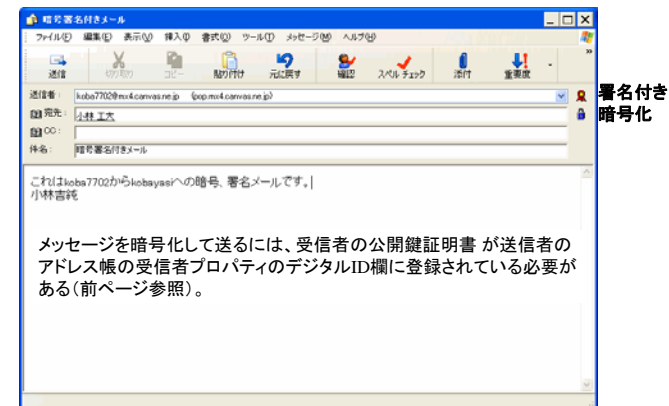 暗号署名付きメール
ファイル(F) 編集(E) 表示(V) 挿入(I) 書式(O) ツール(T) メッセージ(M) ヘルプ(H)
送信 切り取り コピー 貼り付け 元に戻す 確認 スペル チェック 添付 重要度 »
送信者: koba7702@mx4.canvas.ne.jp (pop.mx4.canvas.ne.jp) 署名付き
宛先: 小林 工太 暗号化
CC:
件名: 暗号署名付きメール
これはkoba7702からkobayasiへの暗号、署名メールです。
小林吉純
メッセージを暗号化して送るには、受信者の公開鍵証明書 が送信者の
アドレス帳の受信者プロパティのデジタルID欄に登録されている必要が
ある(前ページ参照)。